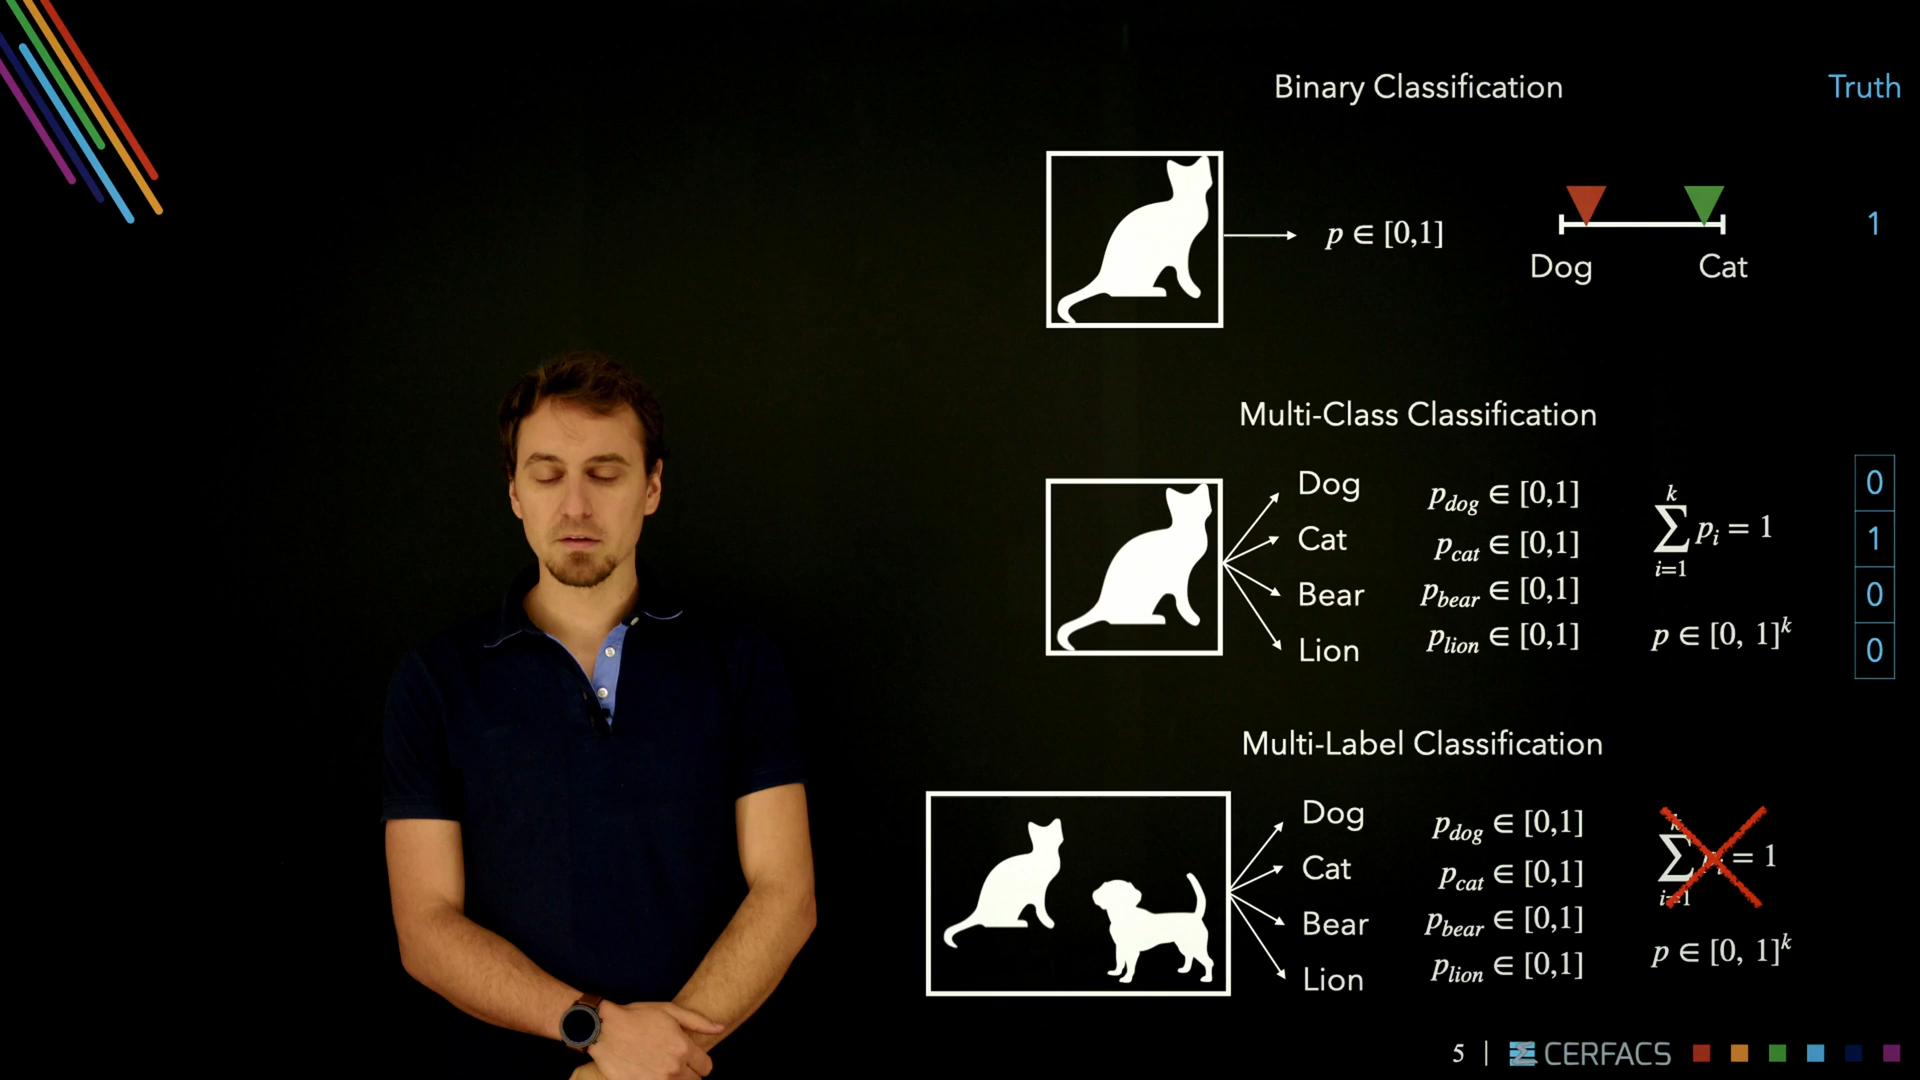 Binary Classification
Truth
p ∈ [0,1]
1
Dog
Cat
Multi-Class Classification
Dog
Cat
Bear
Lion
p_dog ∈ [0,1]
p_cat ∈ [0,1]
p_bear ∈ [0,1]
p_lion ∈ [0,1]
∑_{i=1}^{k} p_i = 1
p ∈ [0, 1]^k
0
1
0
0
Multi-Label Classification
Dog
Cat
Bear
Lion
p_dog ∈ [0,1]
p_cat ∈ [0,1]
p_bear ∈ [0,1]
p_lion ∈ [0,1]
∑_{i=1}^{k} p_i = 1
p ∈ [0, 1]^k
5 | CERFACS